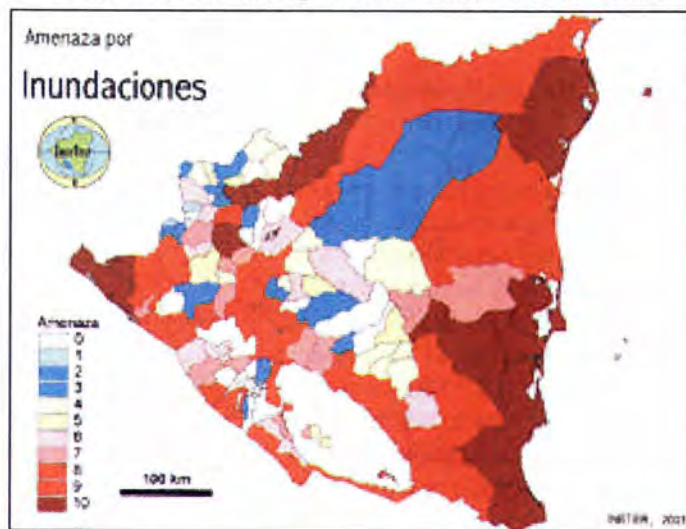 Amenaza por
Inundaciones
Ineter
Amenaza
0
1
2
3
4
5
6
7
8
9
10
100 km
INETER, 2001